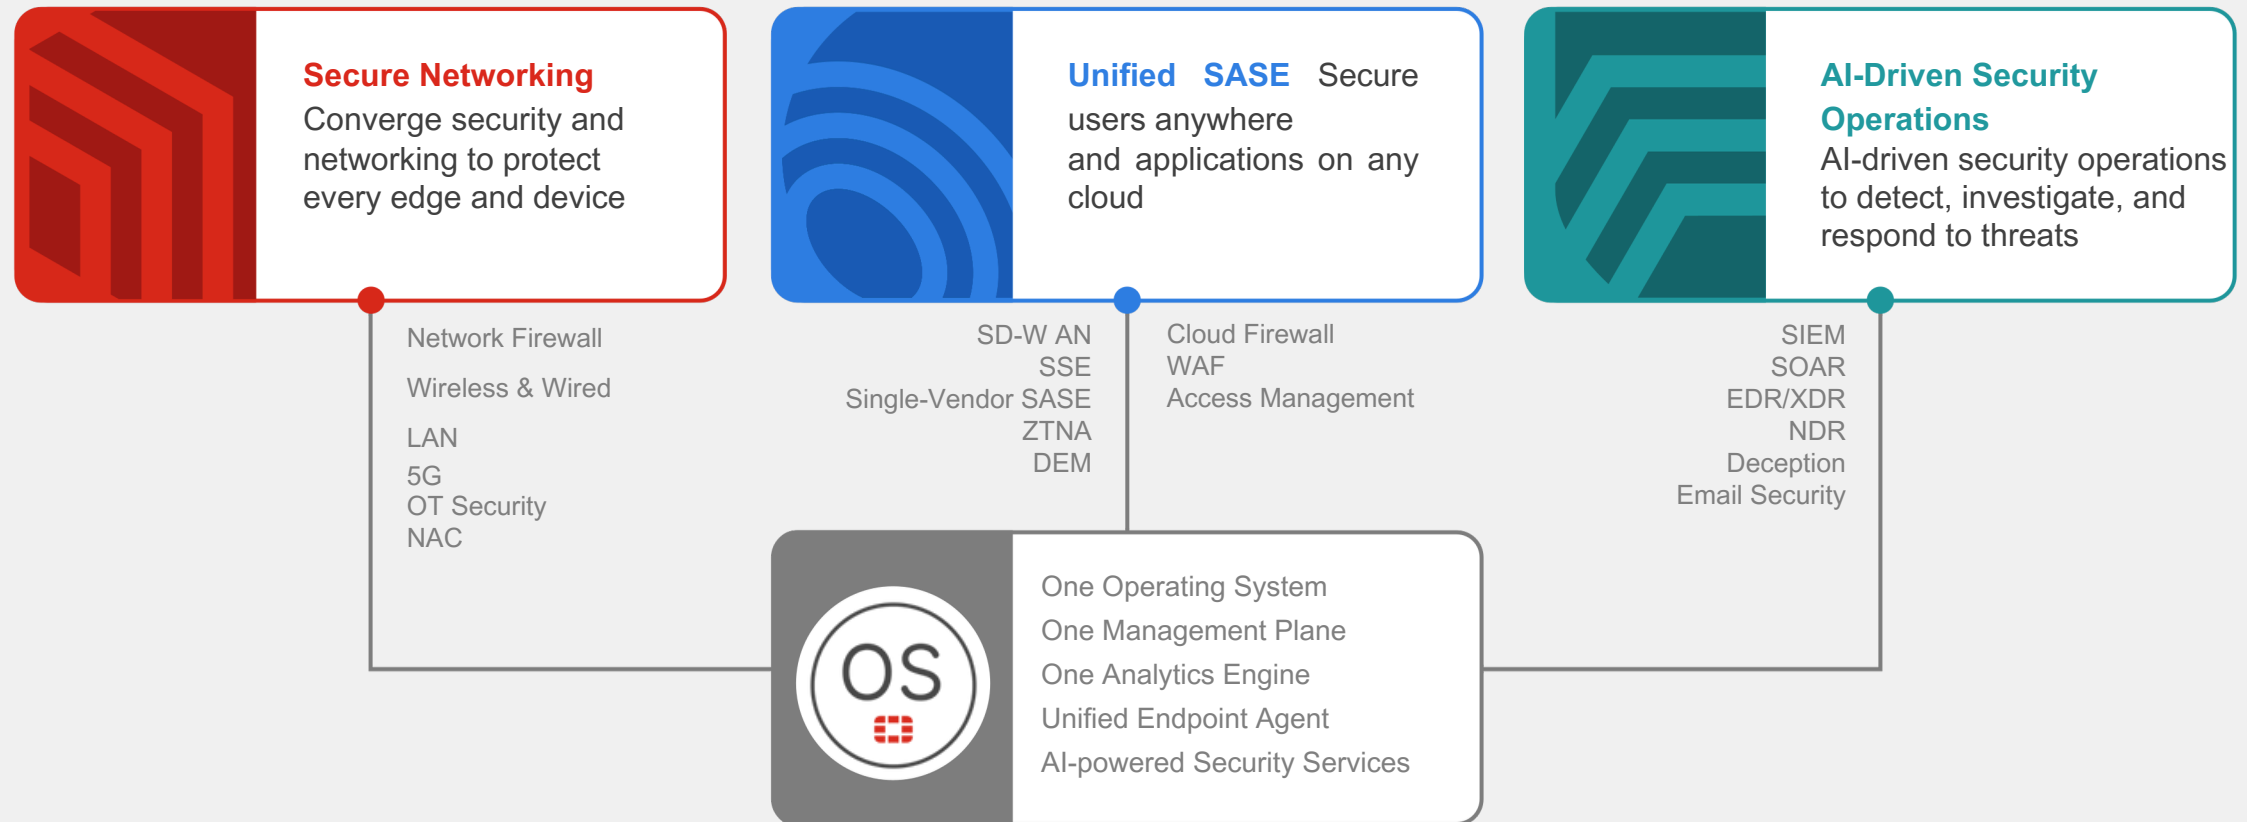 Secure Networking
Converge security and
networking to protect
every edge and device
Unified SASE Secure
users anywhere
and applications on any
cloud
AI-Driven Security
Operations
AI-driven security operations
to detect, investigate, and
respond to threats
Network Firewall
Wireless & Wired
LAN
5G
OT Security
NAC
SD-W AN
SSE
Single-Vendor SASE
ZTNA
DEM
Cloud Firewall
WAF
Access Management
SIEM
SOAR
EDR/XDR
NDR
Deception
Email Security
OS
One Operating System
One Management Plane
One Analytics Engine
Unified Endpoint Agent
AI-powered Security Services